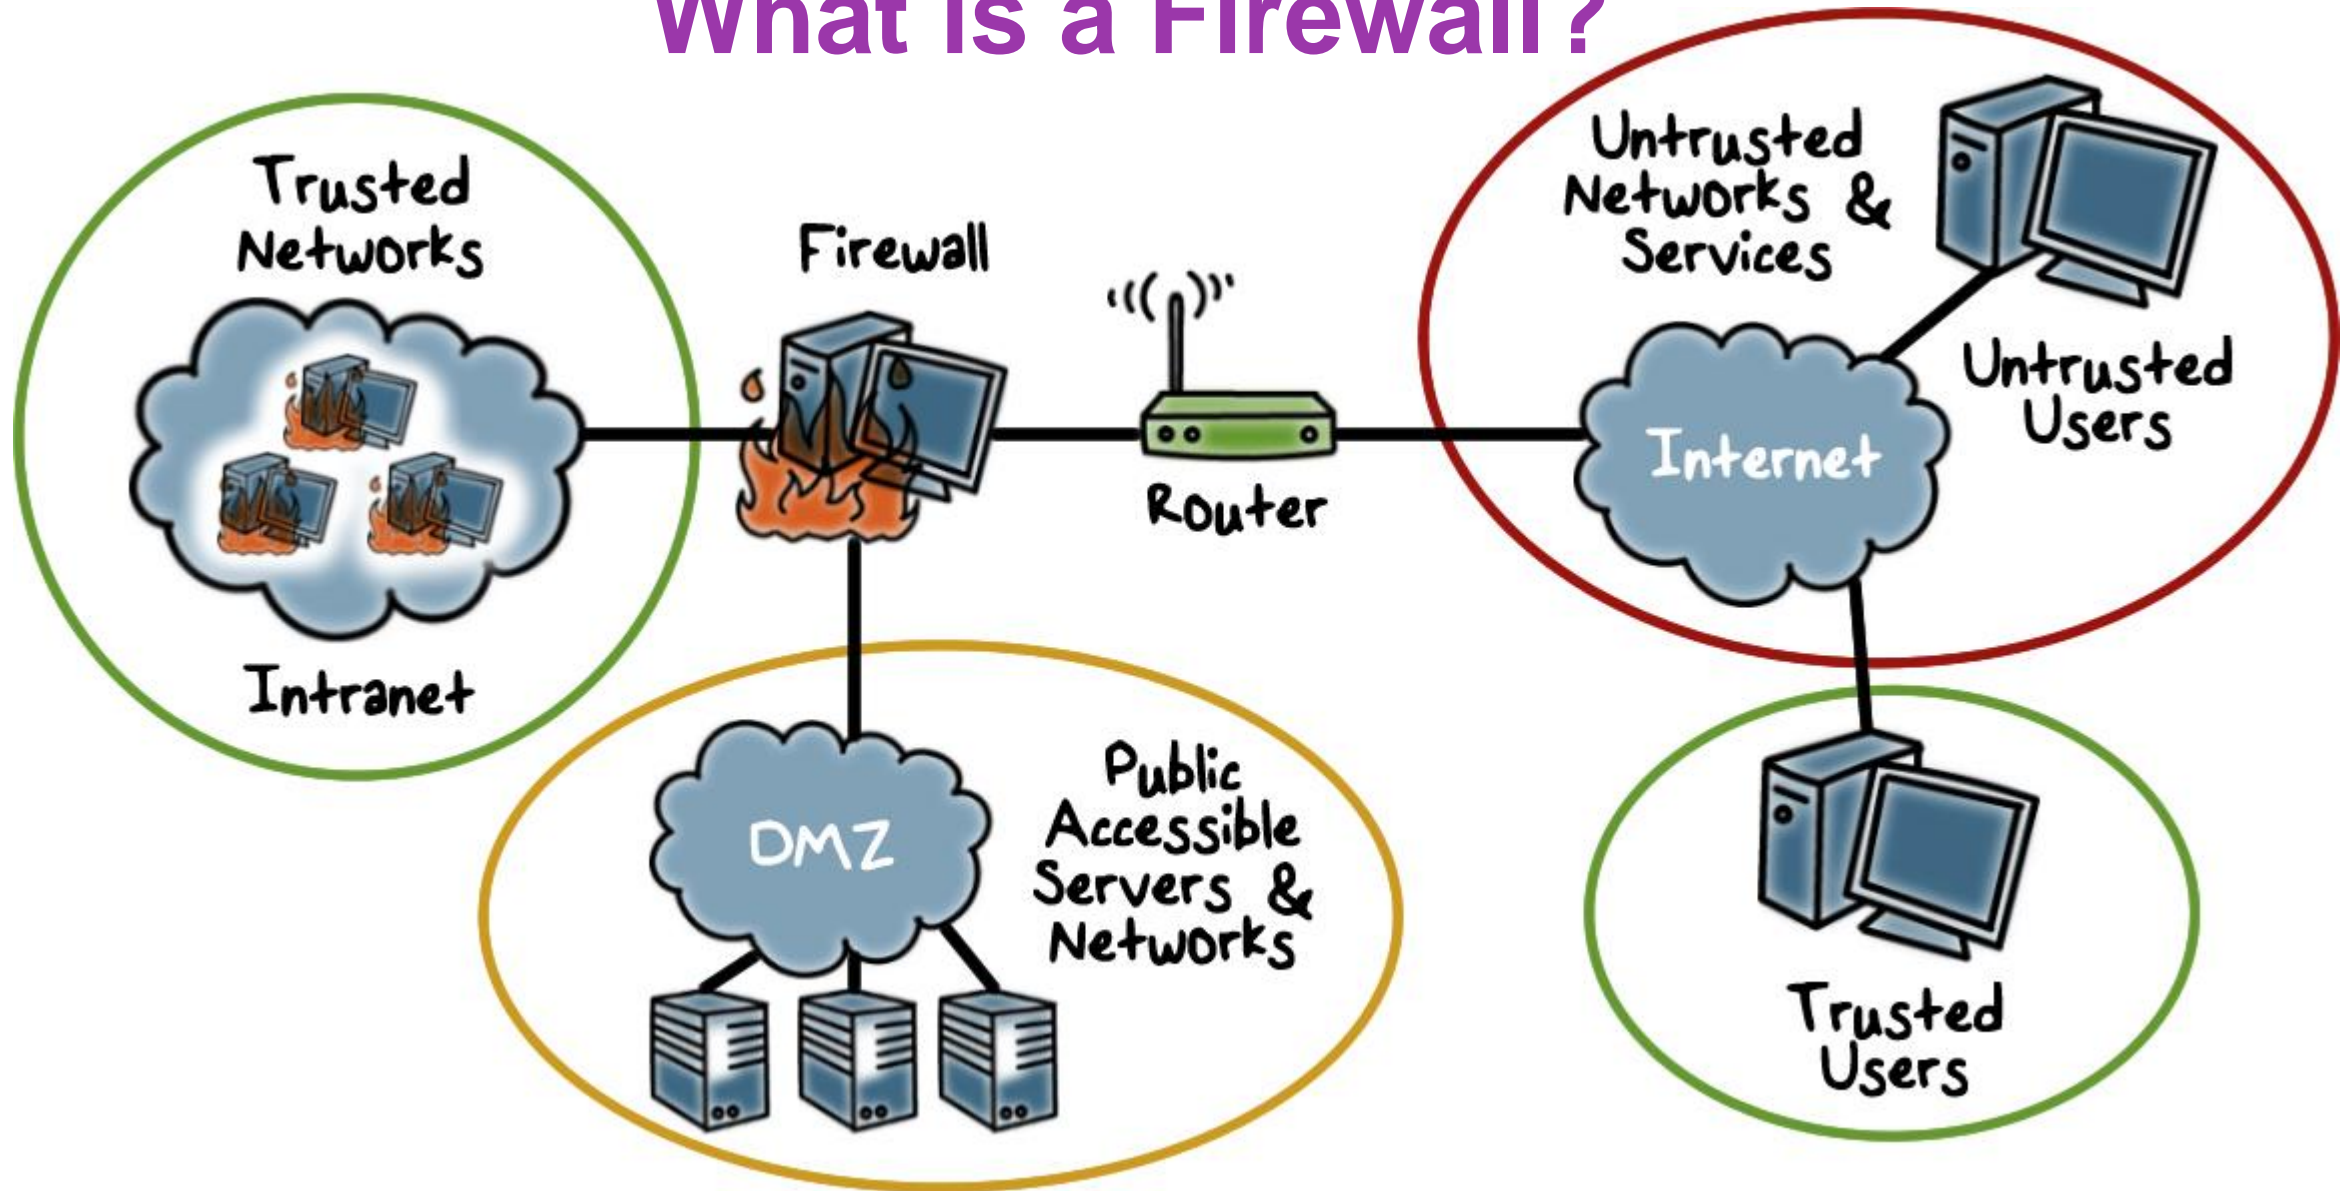 What is a Firewall?
Trusted
Networks
Intranet
Firewall
Router
Untrusted
Networks &
Services
Untrusted
Users
Internet
DMZ
Public
Accessible
Servers &
Networks
Trusted
Users